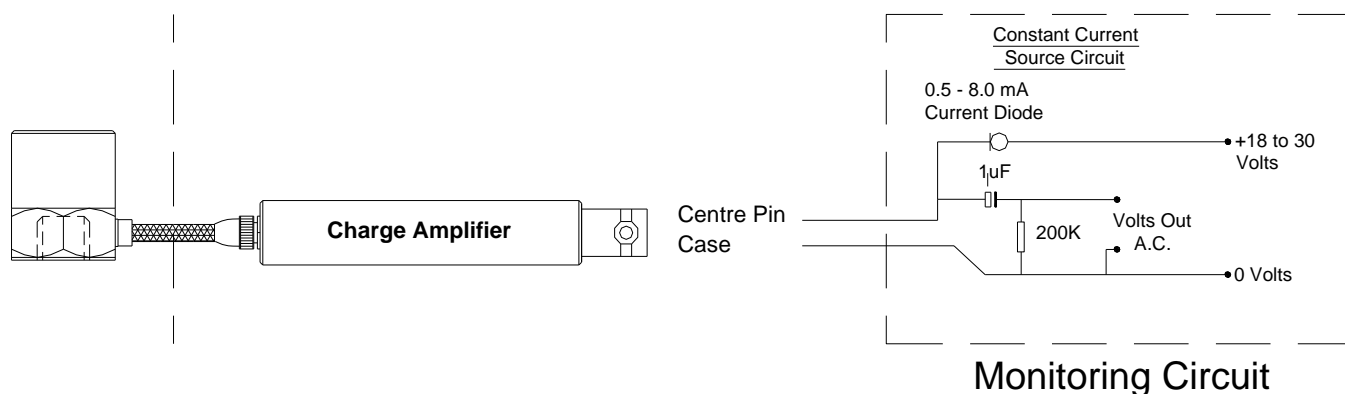 Constant Current
Source Circuit
0.5 - 8.0 mA
Current Diode
+18 to 30
Volts
1uF
Charge Amplifier
Centre Pin
Case
200K
Volts Out
A.C.
0 Volts
Monitoring Circuit